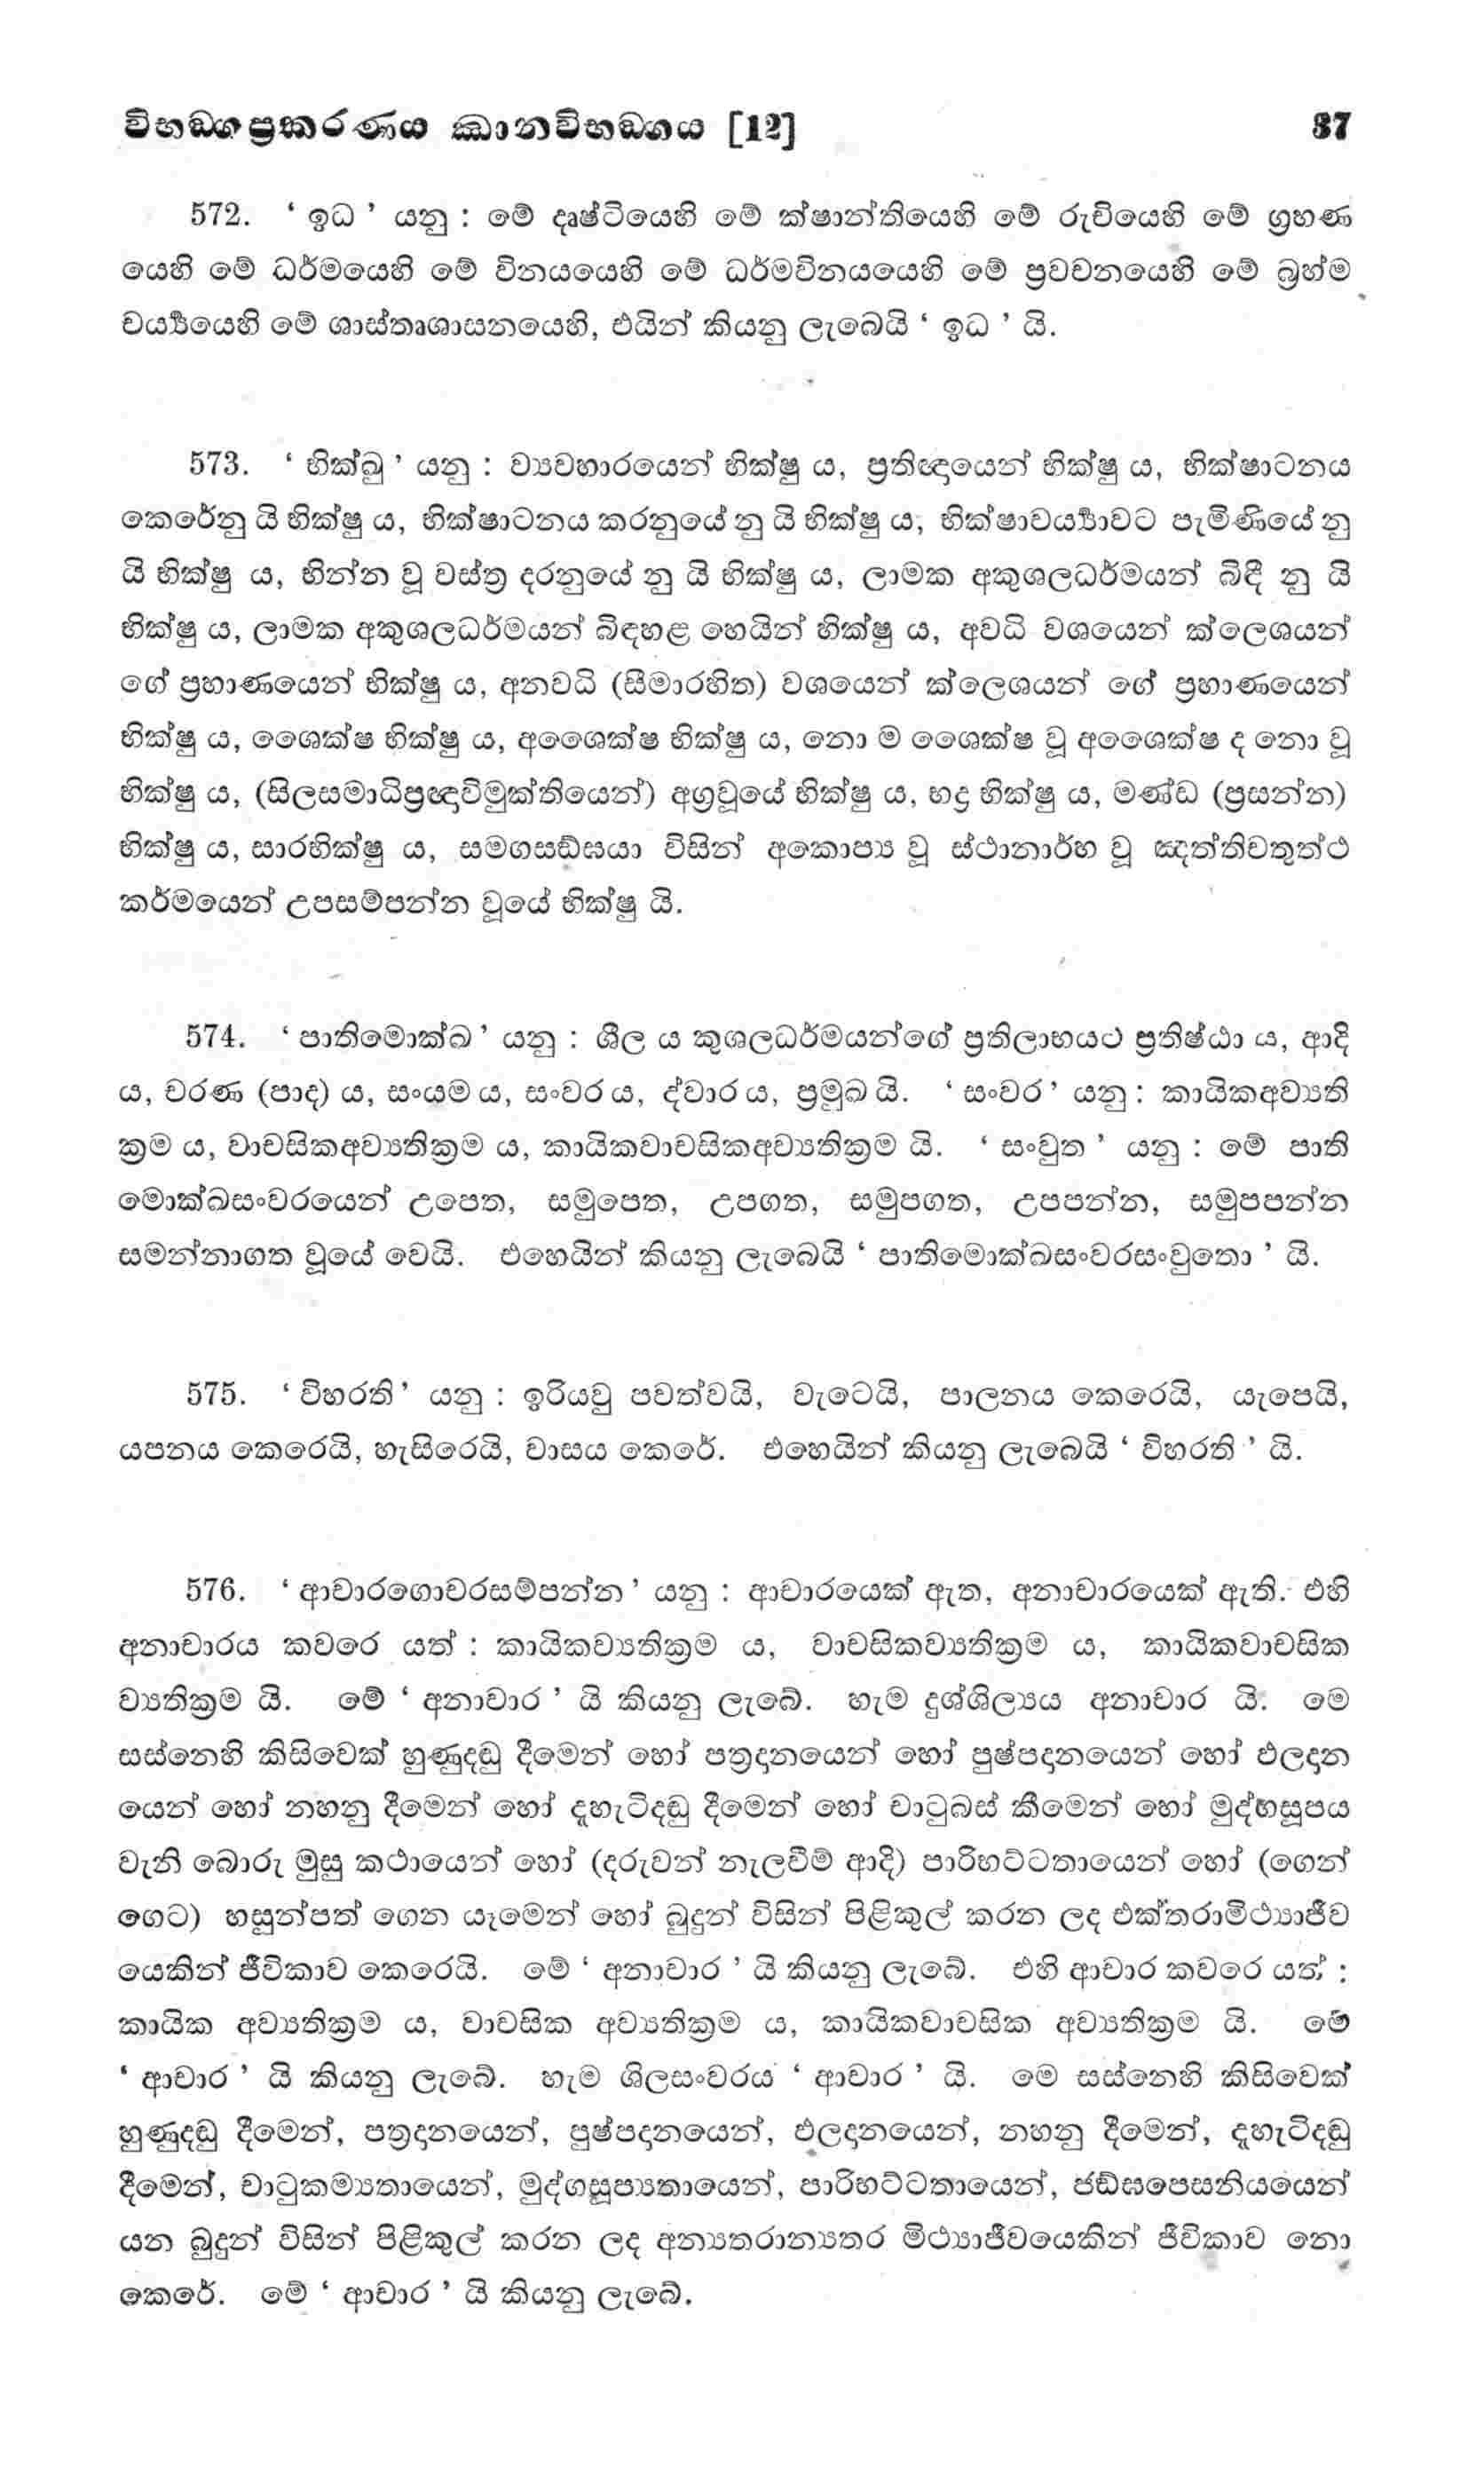 විභඞ්ගප්‍රකරණය ඣානවිභඞ්ගය [12] 37
572. ‘ ඉධ ’ යනු : මේ දෘෂ්ටියෙහි මේ ක්ෂාන්තියෙහි මේ රුචියෙහි මේ ග්‍රහණ
යෙහි මේ ධර්මයෙහි මේ විනයයෙහි මේ ධර්මවිනයයෙහි මේ ප්‍රවචනයෙහි මේ බ්‍රහ්ම
චර්‍ය්‍යයෙහි මේ ශාස්තෘශාසනයෙහි, එයින් කියනු ලැබෙයි ‘ ඉධ ’ යි.
573. ‘ භික්ඛු ’ යනු : ව්‍යවහාරයෙන් භික්ෂු ය, ප්‍රතිඥායෙන් භික්ෂු ය, භික්ෂාටනය
කෙරේනු යි භික්ෂු ය, භික්ෂාටනය කරනුයේ නු යි භික්ෂු ය, භික්ෂාචර්‍ය්‍යාවට පැමිණියේ නු
යි භික්ෂු ය, භින්න වූ වස්ත්‍ර දරනුයේ නු යි භික්ෂු ය, ලාමක අකුශලධර්මයන් බිඳී නු යි
භික්ෂු ය, ලාමක අකුශලධර්මයන් බිඳහළ හෙයින් භික්ෂු ය, අවධි වශයෙන් ක්ලෙශයන්
ගේ ප්‍රහාණයෙන් භික්ෂු ය, අනවධි (සීමාරහිත) වශයෙන් ක්ලෙශයන් ගේ ප්‍රහාණයෙන්
භික්ෂු ය, ශෛක්ෂ භික්ෂු ය, අශෛක්ෂ භික්ෂු ය, නො ම ශෛක්ෂ වූ අශෛක්ෂ ද නො වූ
භික්ෂු ය, (සිලසමාධිප්‍රඥාවිමුක්තියෙන්) අග්‍රවූයේ භික්ෂු ය, භද්‍ර භික්ෂු ය, මණ්ඩ (ප්‍රසන්න)
භික්ෂු ය, සාරභික්ෂු ය, සමගසඬ්ඝයා විසින් අකොප්‍ය වූ ස්ථානාර්හ වූ ඤත්තිචතුත්ථ
කර්මයෙන් උපසම්පන්න වූයේ භික්ෂු යි.
574. ‘ පාතිමොක්ඛ ’ යනු : ශීල ය කුශලධර්මයන්ගේ ප්‍රතිලාභයට ප්‍රතිෂ්ඨා ය, ආදි
ය, චරණ (පාද) ය, සංයම ය, සංවර ය, ද්වාර ය, ප්‍රමුඛ යි. ‘ සංවර ’ යනු : කායිකඅව්‍යති
ක්‍රම ය, වාචසිකඅව්‍යතික්‍රම ය, කායිකවාචසිකඅව්‍යතික්‍රම යි. ‘ සංවුත ’ යනු : මේ පාති
මොක්ඛසංවරයෙන් උපෙත, සමුපෙත, උපගත, සමුපගත, උපපන්න, සමුපපන්න
සමන්නාගත වූයේ වෙයි. එහෙයින් කියනු ලැබෙයි ‘ පාතිමොක්ඛසංවරසංවුතො ’ යි.
575. ‘ විහරති ’ යනු : ඉරියවු පවත්වයි, වැටෙයි, පාලනය කෙරෙයි, යැපෙයි,
යපනය කෙරෙයි, හැසිරෙයි, වාසය කෙරේ. එහෙයින් කියනු ලැබෙයි ‘ විහරති ’ යි.
576. ‘ ආචාරගොචරසම්පන්න ’ යනු : ආචාරයෙක් ඇත, අනාචාරයෙක් ඇති. එහි
අනාචාරය කවරෙ යත් : කායිකව්‍යතික්‍රම ය, වාචසිකව්‍යතික්‍රම ය, කායිකවාචසික
ව්‍යතික්‍රම යි. මේ ‘ අනාචාර ’ යි කියනු ලැබේ. හැම දුශ්ශිල්‍යය අනාචාර යි. මෙ
සස්නෙහි කිසිවෙක් හුණුදඬු දීමෙන් හෝ පත්‍රදානයෙන් හෝ පුෂ්පදානයෙන් හෝ ඵලදාන
යෙන් හෝ නහනු දීමෙන් හෝ දැහැටිදඬු දීමෙන් හෝ චාටුබස් කීමෙන් හෝ මුද්ගසූපය
වැනි බොරු මුසු කථායෙන් හෝ (දරුවන් නැලවීම් ආදි) පාරිභට්ටතායෙන් හෝ (ගෙන්
ගෙට) හසුන්පත් ගෙන යෑමෙන් හෝ බුදුන් විසින් පිළිකුල් කරන ලද එක්තරාමිථ්‍යාජීව
යෙකින් ජීවිකාව කෙරෙයි. මේ ‘ අනාචාර ’ යි කියනු ලැබේ. එහි ආචාර කවරෙ යත් :
කායික අව්‍යතික්‍රම ය, වාචසික අව්‍යතික්‍රම ය, කායිකවාචසික අව්‍යතික්‍රම යි. මේ
‘ ආචාර ’ යි කියනු ලැබේ. හැම ශිලසංවරය ‘ ආචාර ’ යි. මෙ සස්නෙහි කිසිවෙක්
හුණුදඬු දීමෙන්, පත්‍රදානයෙන්, පුෂ්පදානයෙන්, ඵලදානයෙන්, නහනු දීමෙන්, දැහැටිදඬු
දීමෙන්, චාටුකම්‍යතායෙන්, මුද්ගසූප්‍යතායෙන්, පාරිභට්ටතායෙන්, ජඬ්ඝපෙසනියයෙන්
යන බුදුන් විසින් පිළිකුල් කරන ලද අන්‍යතරාන්‍යතර මිථ්‍යාජීවයෙකින් ජීවිකාව නො
කෙරේ. මේ ‘ ආචාර ’ යි කියනු ලැබේ.